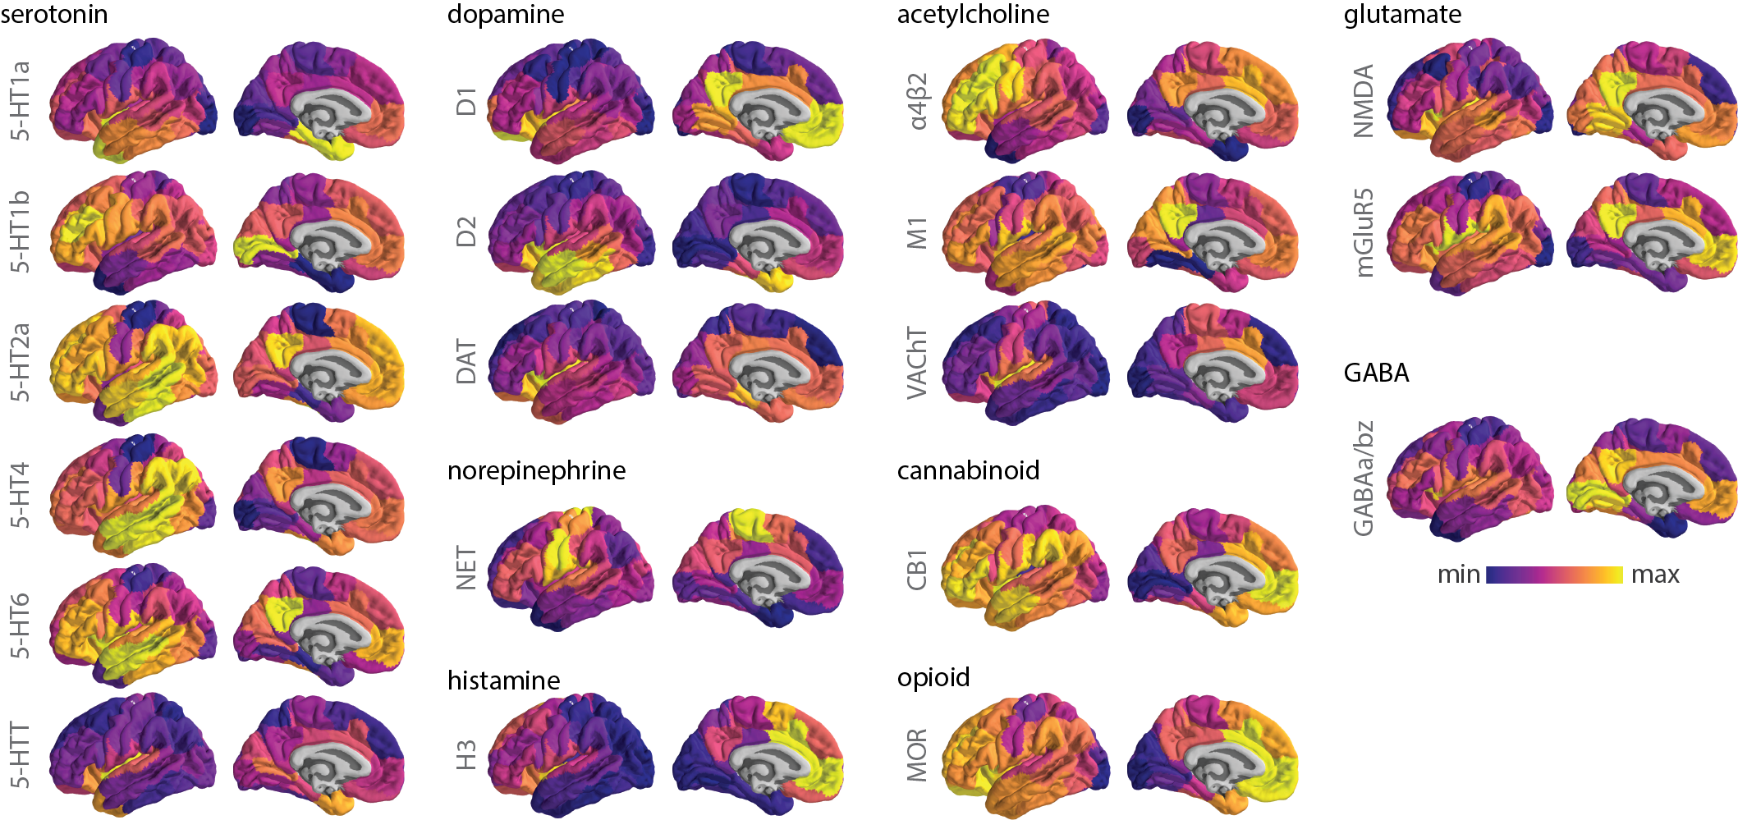 serotonin
5-HT1a
5-HT1b
5-HT2a
5-HT4
5-HT6
5-HTT
dopamine
D1
D2
DAT
norepinephrine
NET
histamine
H3
acetylcholine
α4β2
M1
VAChT
cannabinoid
CB1
opioid
MOR
glutamate
NMDA
mGluR5
GABA
GABAa/bz
min max